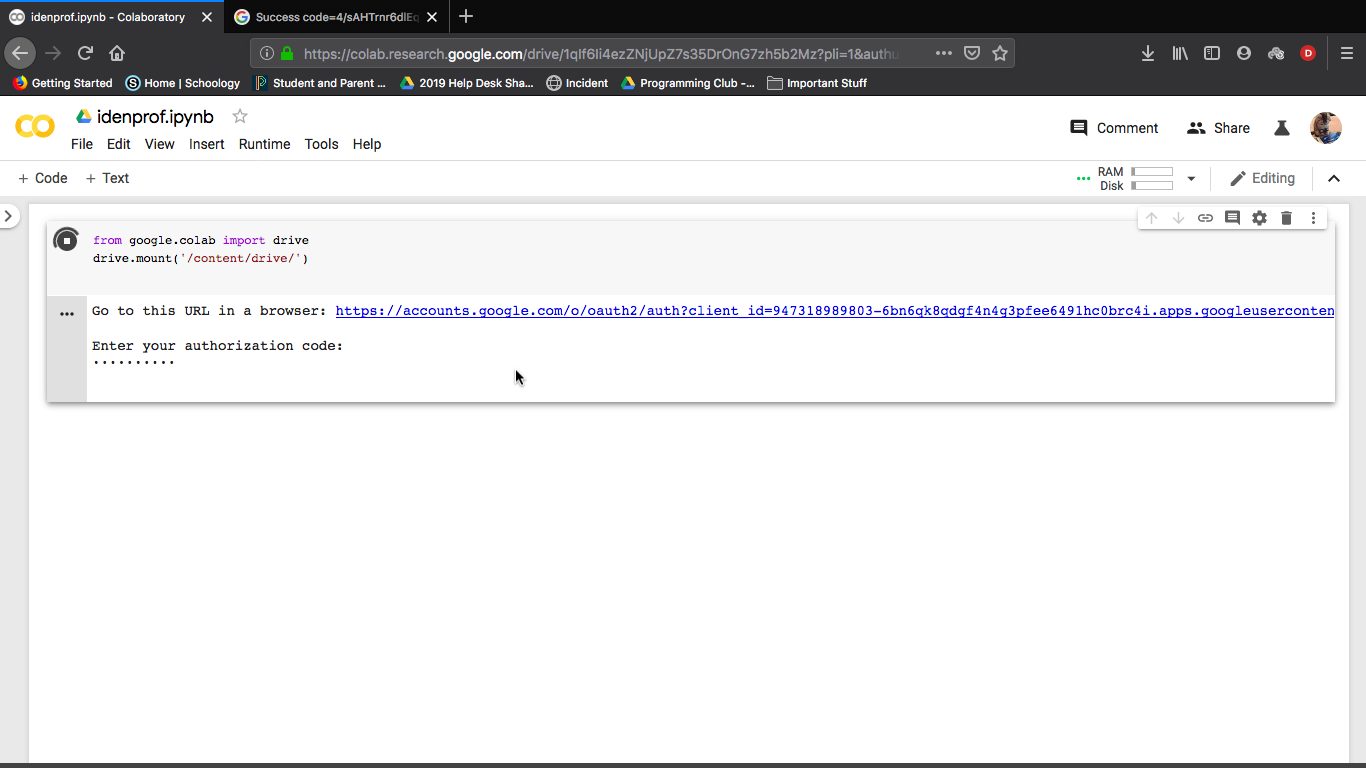 idenprof.ipynb - Colaboratory
Success code=4/sAHTrnr6dlEq
https://colab.research.google.com/drive/1qIf6Ii4ezZNjUpZ7s35DrOnG7zh5b2Mz?pli=1&authu
D
Getting Started
S Home | Schoology
Student and Parent ...
2019 Help Desk Sha...
Incident
Programming Club -...
Important Stuff
CO
idenprof.ipynb
File Edit View Insert Runtime Tools Help
Comment
Share
+ Code + Text
RAM
Disk
Editing
from google.colab import drive
drive.mount('/content/drive/')
Go to this URL in a browser: https://accounts.google.com/o/oauth2/auth?client_id=947318989803-6bn6qk8qdgf4n4g3pfee6491hc0brc4i.apps.googleuserconten
Enter your authorization code:
··········